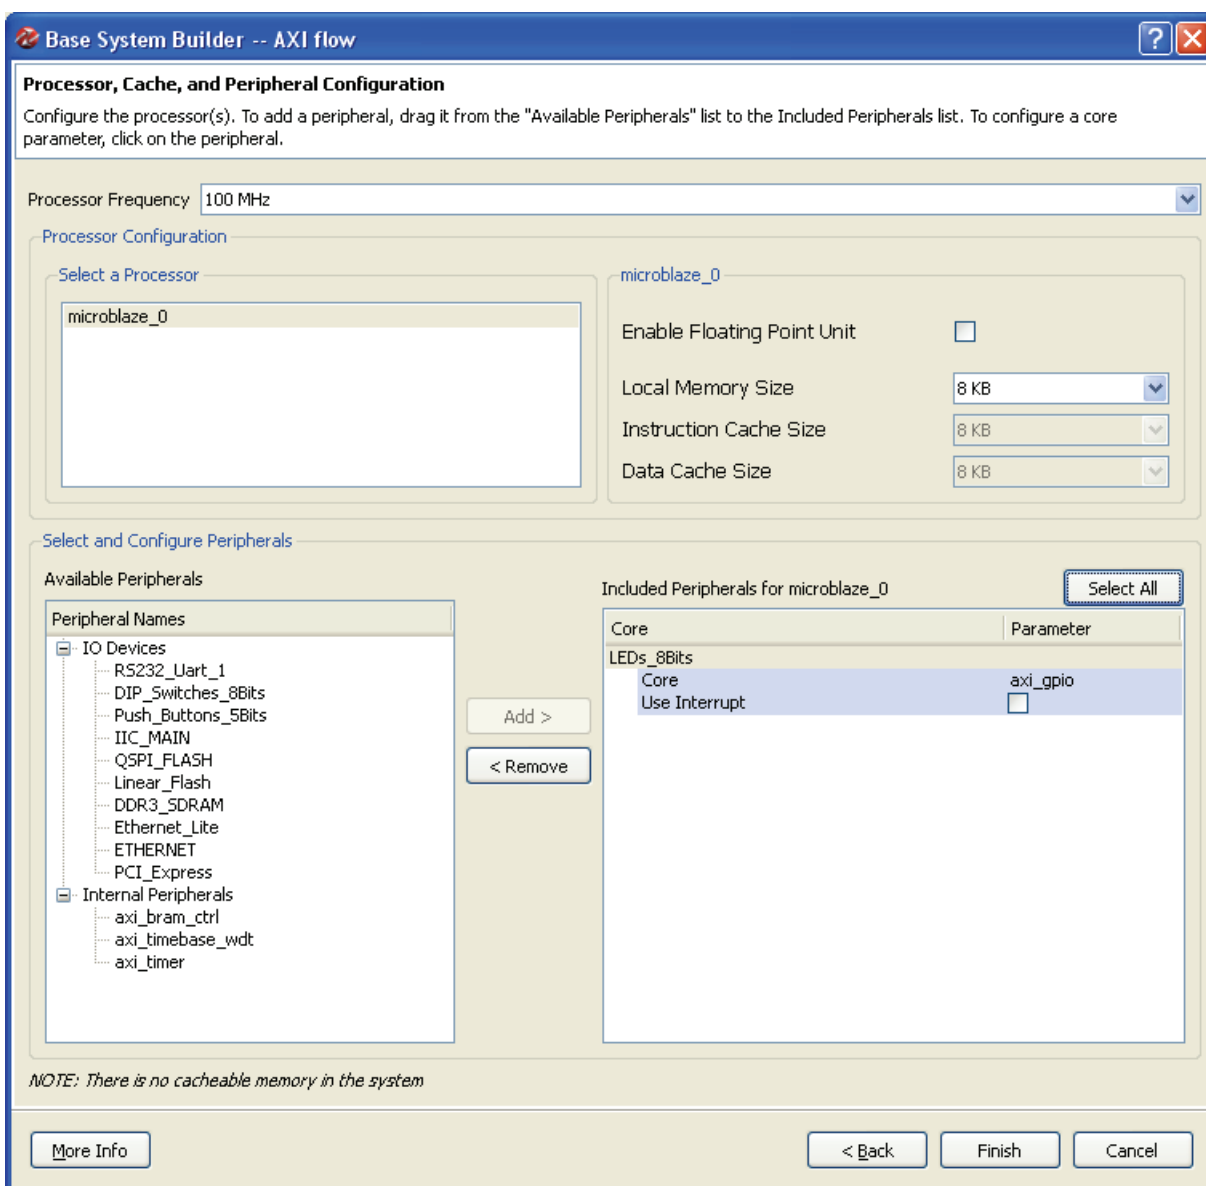 Base System Builder -- AXI flow
Processor, Cache, and Peripheral Configuration
Configure the processor(s). To add a peripheral, drag it from the "Available Peripherals" list to the Included Peripherals list. To configure a core
parameter, click on the peripheral.
Processor Frequency 100 MHz
Processor Configuration
Select a Processor
microblaze_0
microblaze_0
Enable Floating Point Unit
Local Memory Size 8 KB
Instruction Cache Size 8 KB
Data Cache Size 8 KB
Select and Configure Peripherals
Available Peripherals
Peripheral Names
IO Devices
RS232_Uart_1
DIP_Switches_8Bits
Push_Buttons_5Bits
IIC_MAIN
QSPI_FLASH
Linear_Flash
DDR3_SDRAM
Ethernet_Lite
ETHERNET
PCI_Express
Internal Peripherals
axi_bram_ctrl
axi_timebase_wdt
axi_timer
Add >
< Remove
Included Peripherals for microblaze_0 Select All
Core Parameter
LEDs_8Bits
Core axi_gpio
Use Interrupt
NOTE: There is no cacheable memory in the system
More Info < Back Finish Cancel